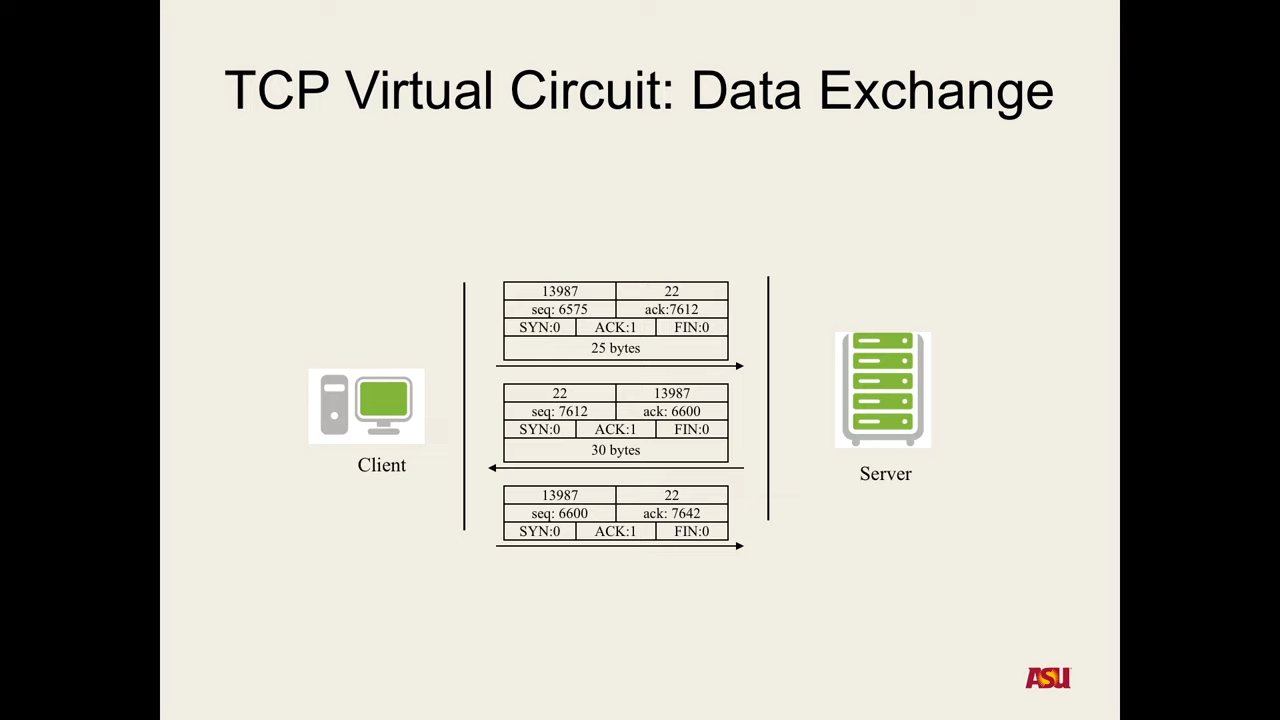 TCP Virtual Circuit: Data Exchange
13987 22
seq: 6575 ack:7612
SYN:0 ACK:1 FIN:0
25 bytes
22 13987
seq: 7612 ack: 6600
SYN:0 ACK:1 FIN:0
30 bytes
Client
Server
13987 22
seq: 6600 ack: 7642
SYN:0 ACK:1 FIN:0
ASU